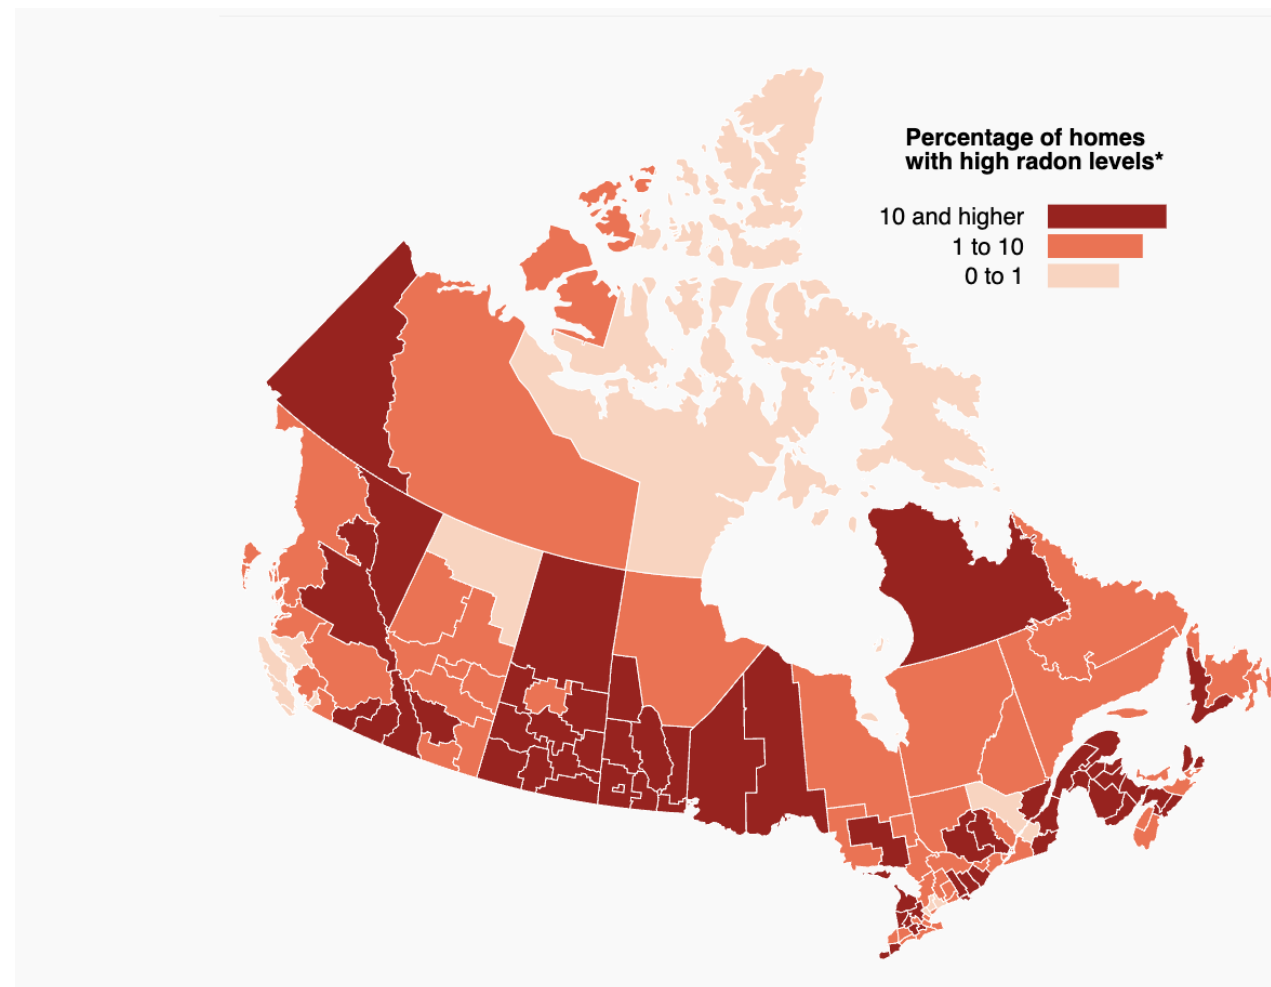 Percentage of homes
with high radon levels*
10 and higher
1 to 10
0 to 1